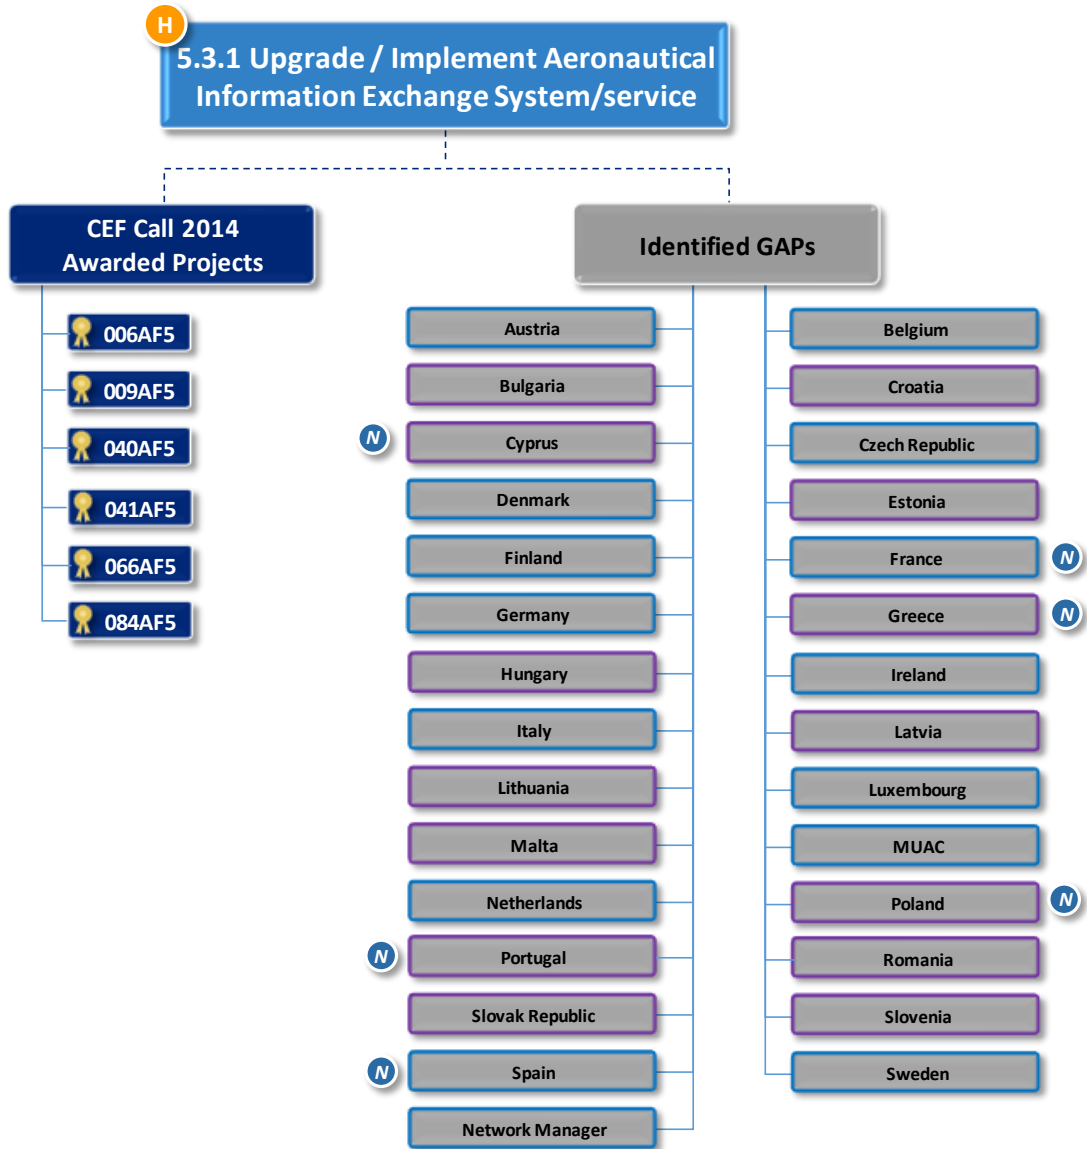 H
5.3.1 Upgrade / Implement Aeronautical
Information Exchange System/service
CEF Call 2014
Awarded Projects
006AF5
009AF5
040AF5
041AF5
066AF5
084AF5
Identified GAPs
Austria
Bulgaria
N
Cyprus
Denmark
Finland
Germany
Hungary
Italy
Lithuania
Malta
Netherlands
N
Portugal
Slovak Republic
N
Spain
Network Manager
Belgium
Croatia
Czech Republic
Estonia
France
N
Greece
N
Ireland
Latvia
Luxembourg
MUAC
Poland
N
Romania
Slovenia
Sweden